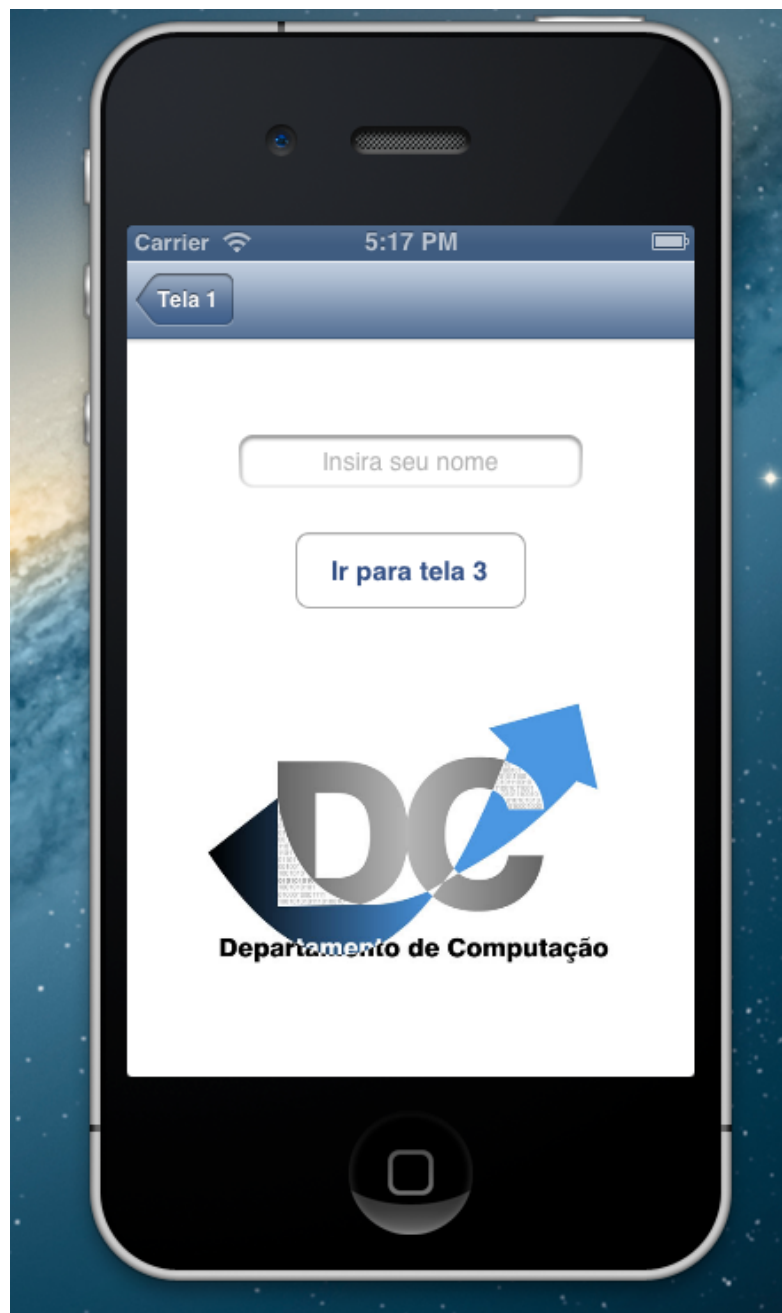 Carrier 5:17 PM
Tela 1
Insira seu nome
Ir para tela 3
DC
Departamento de Computação